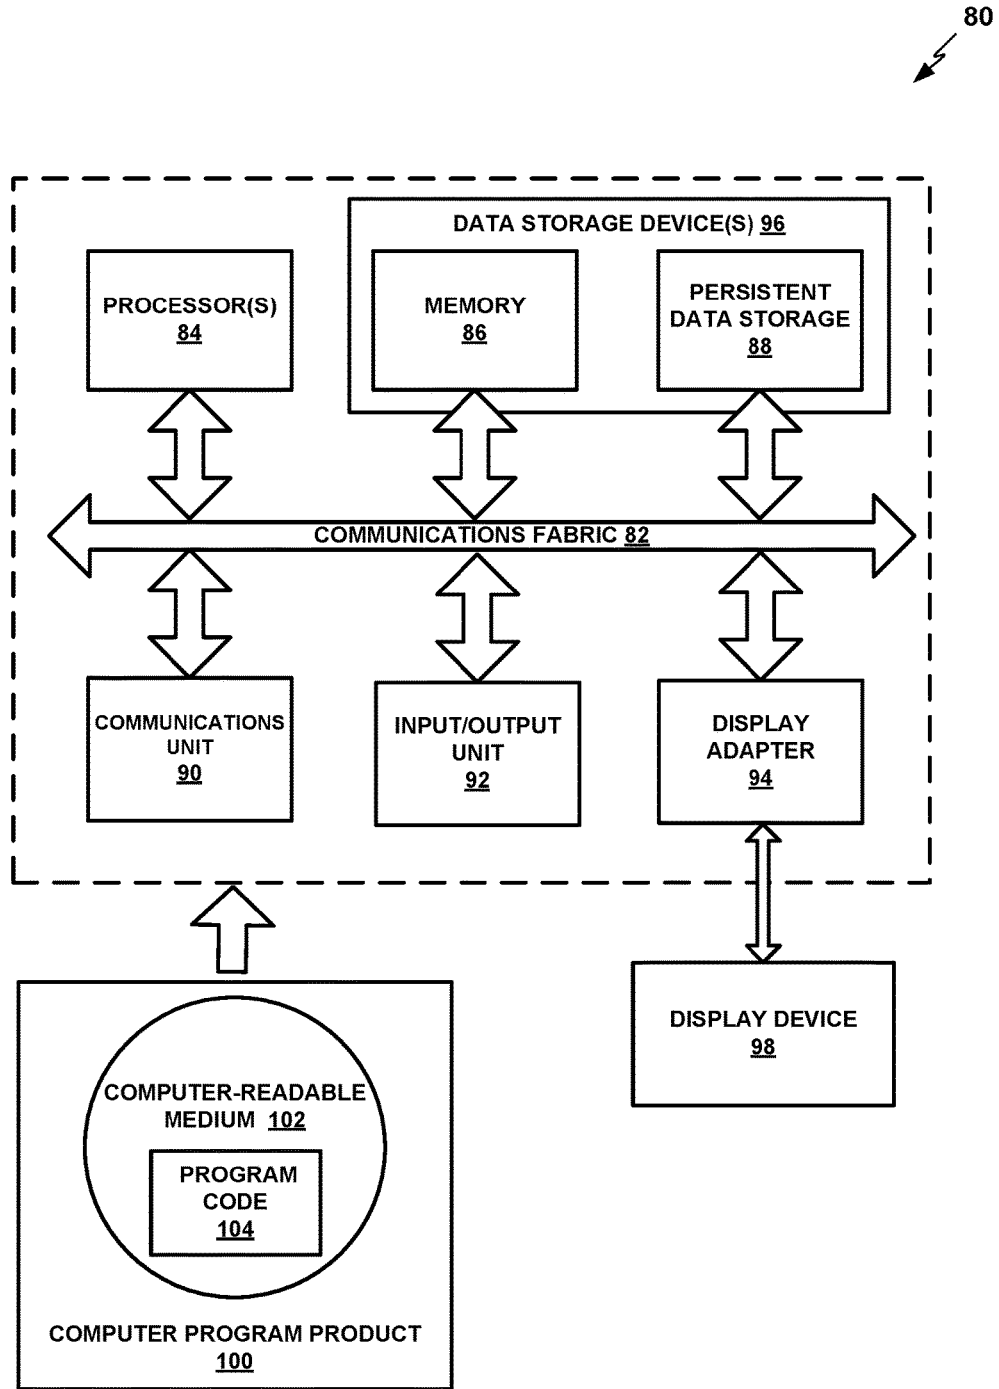 80
DATA STORAGE DEVICE(S) 96
PROCESSOR(S)
84
MEMORY
86
PERSISTENT
DATA STORAGE
88
COMMUNICATIONS FABRIC 82
COMMUNICATIONS
UNIT
90
INPUT/OUTPUT
UNIT
92
DISPLAY
ADAPTER
94
DISPLAY DEVICE
98
COMPUTER-READABLE
MEDIUM 102
PROGRAM
CODE
104
COMPUTER PROGRAM PRODUCT
100